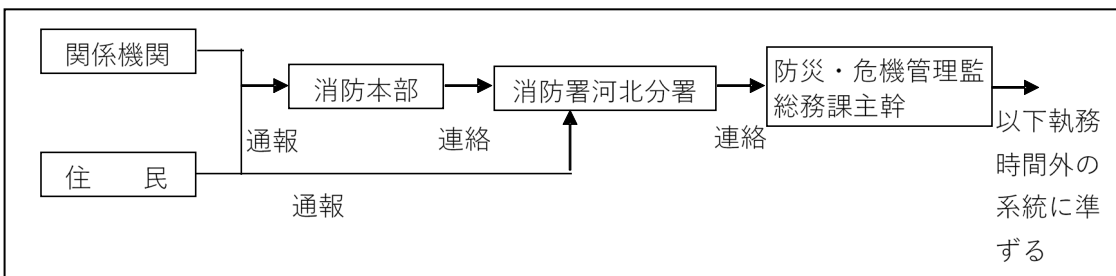 関係機関
消防本部
消防署河北分署
防災・危機管理監
総務課主幹
通報
連絡
連絡
以下執務
時間外の
系統に準
ずる
住　　民
通報